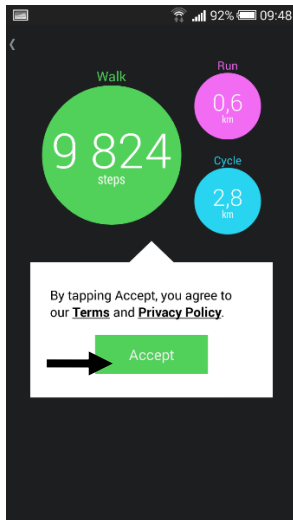 92% 09:48
Walk
9 824
steps
Run
0,6
km
Cycle
2,8
km
By tapping Accept, you agree to
our Terms and Privacy Policy.
Accept